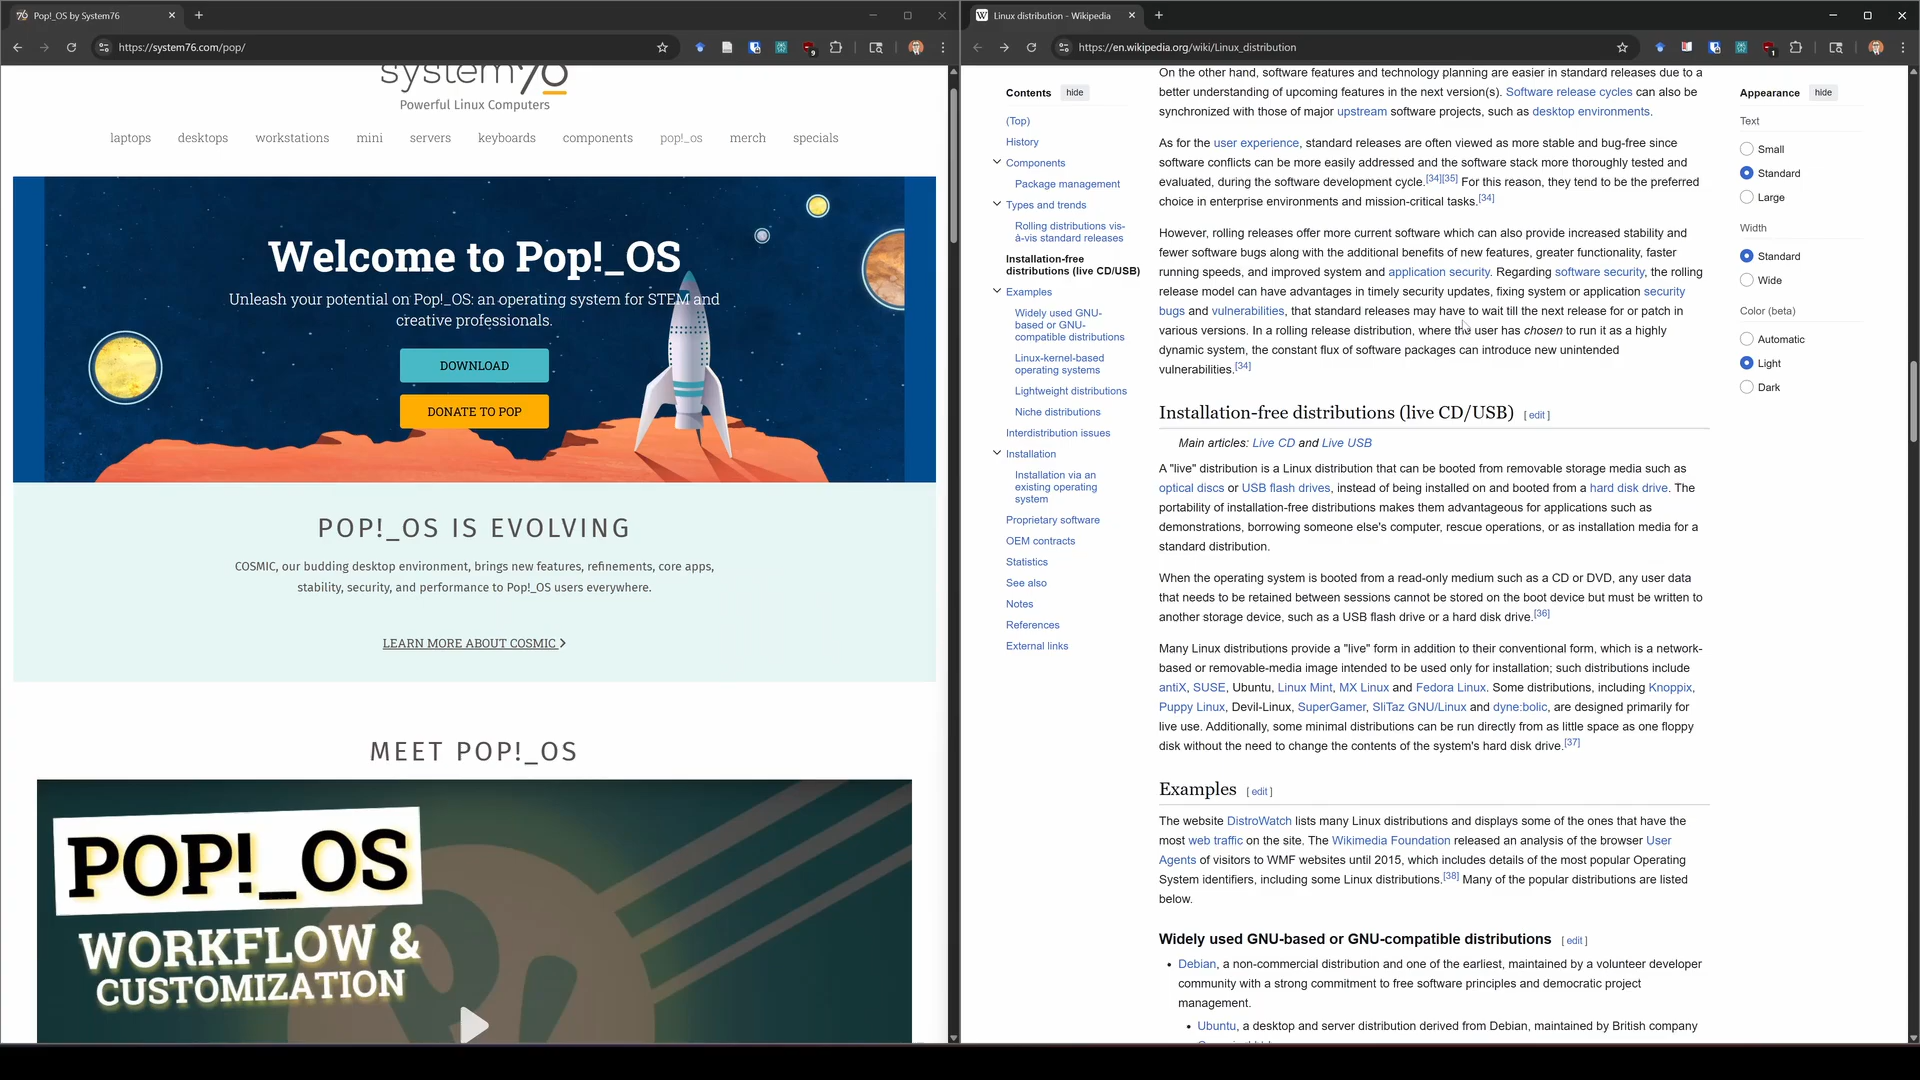 Pop!_OS by System76
https://system76.com/pop/
9
system76
Powerful Linux Computers
laptops desktops workstations mini servers keyboards components pop!_os merch specials
Welcome to Pop!_OS
Unleash your potential on Pop!_OS: an operating system for STEM and
creative professionals.
DOWNLOAD
DONATE TO POP
POP!_OS IS EVOLVING
COSMIC, our budding desktop environment, brings new features, refinements, core apps,
stability, security, and performance to Pop!_OS users everywhere.
LEARN MORE ABOUT COSMIC
MEET POP!_OS
POP!_OS
WORKFLOW &
CUSTOMIZATION
Linux distribution - Wikipedia
https://en.wikipedia.org/wiki/Linux_distribution
1
Contents hide
(Top)
History
Components
Package management
Types and trends
Rolling distributions vis-
à-vis standard releases
Installation-free
distributions (live CD/USB)
Examples
Widely used GNU-
based or GNU-
compatible distributions
Linux-kernel-based
operating systems
Lightweight distributions
Niche distributions
Interdistribution issues
Installation
Installation via an
existing operating
system
Proprietary software
OEM contracts
Statistics
See also
Notes
References
External links
On the other hand, software features and technology planning are easier in standard releases due to a
better understanding of upcoming features in the next version(s). Software release cycles can also be
synchronized with those of major upstream software projects, such as desktop environments.
As for the user experience, standard releases are often viewed as more stable and bug-free since
software conflicts can be more easily addressed and the software stack more thoroughly tested and
evaluated, during the software development cycle.[34][35] For this reason, they tend to be the preferred
choice in enterprise environments and mission-critical tasks.[34]
However, rolling releases offer more current software which can also provide increased stability and
fewer software bugs along with the additional benefits of new features, greater functionality, faster
running speeds, and improved system and application security. Regarding software security, the rolling
release model can have advantages in timely security updates, fixing system or application security
bugs and vulnerabilities, that standard releases may have to wait till the next release for or patch in
various versions. In a rolling release distribution, where the user has chosen to run it as a highly
dynamic system, the constant flux of software packages can introduce new unintended
vulnerabilities.[34]
Installation-free distributions (live CD/USB) [ edit ]
Main articles: Live CD and Live USB
A "live" distribution is a Linux distribution that can be booted from removable storage media such as
optical discs or USB flash drives, instead of being installed on and booted from a hard disk drive. The
portability of installation-free distributions makes them advantageous for applications such as
demonstrations, borrowing someone else's computer, rescue operations, or as installation media for a
standard distribution.
When the operating system is booted from a read-only medium such as a CD or DVD, any user data
that needs to be retained between sessions cannot be stored on the boot device but must be written to
another storage device, such as a USB flash drive or a hard disk drive.[36]
Many Linux distributions provide a "live" form in addition to their conventional form, which is a network-
based or removable-media image intended to be used only for installation; such distributions include
antiX, SUSE, Ubuntu, Linux Mint, MX Linux and Fedora Linux. Some distributions, including Knoppix,
Puppy Linux, Devil-Linux, SuperGamer, SliTaz GNU/Linux and dyne:bolic, are designed primarily for
live use. Additionally, some minimal distributions can be run directly from as little space as one floppy
disk without the need to change the contents of the system's hard disk drive.[37]
Examples [ edit ]
The website DistroWatch lists many Linux distributions and displays some of the ones that have the
most web traffic on the site. The Wikimedia Foundation released an analysis of the browser User
Agents of visitors to WMF websites until 2015, which includes details of the most popular Operating
System identifiers, including some Linux distributions.[38] Many of the popular distributions are listed
below.
Widely used GNU-based or GNU-compatible distributions [ edit ]
Debian, a non-commercial distribution and one of the earliest, maintained by a volunteer developer
community with a strong commitment to free software principles and democratic project
management.
Ubuntu, a desktop and server distribution derived from Debian, maintained by British company
Appearance hide
Text
Small
Standard
Large
Width
Standard
Wide
Color (beta)
Automatic
Light
Dark